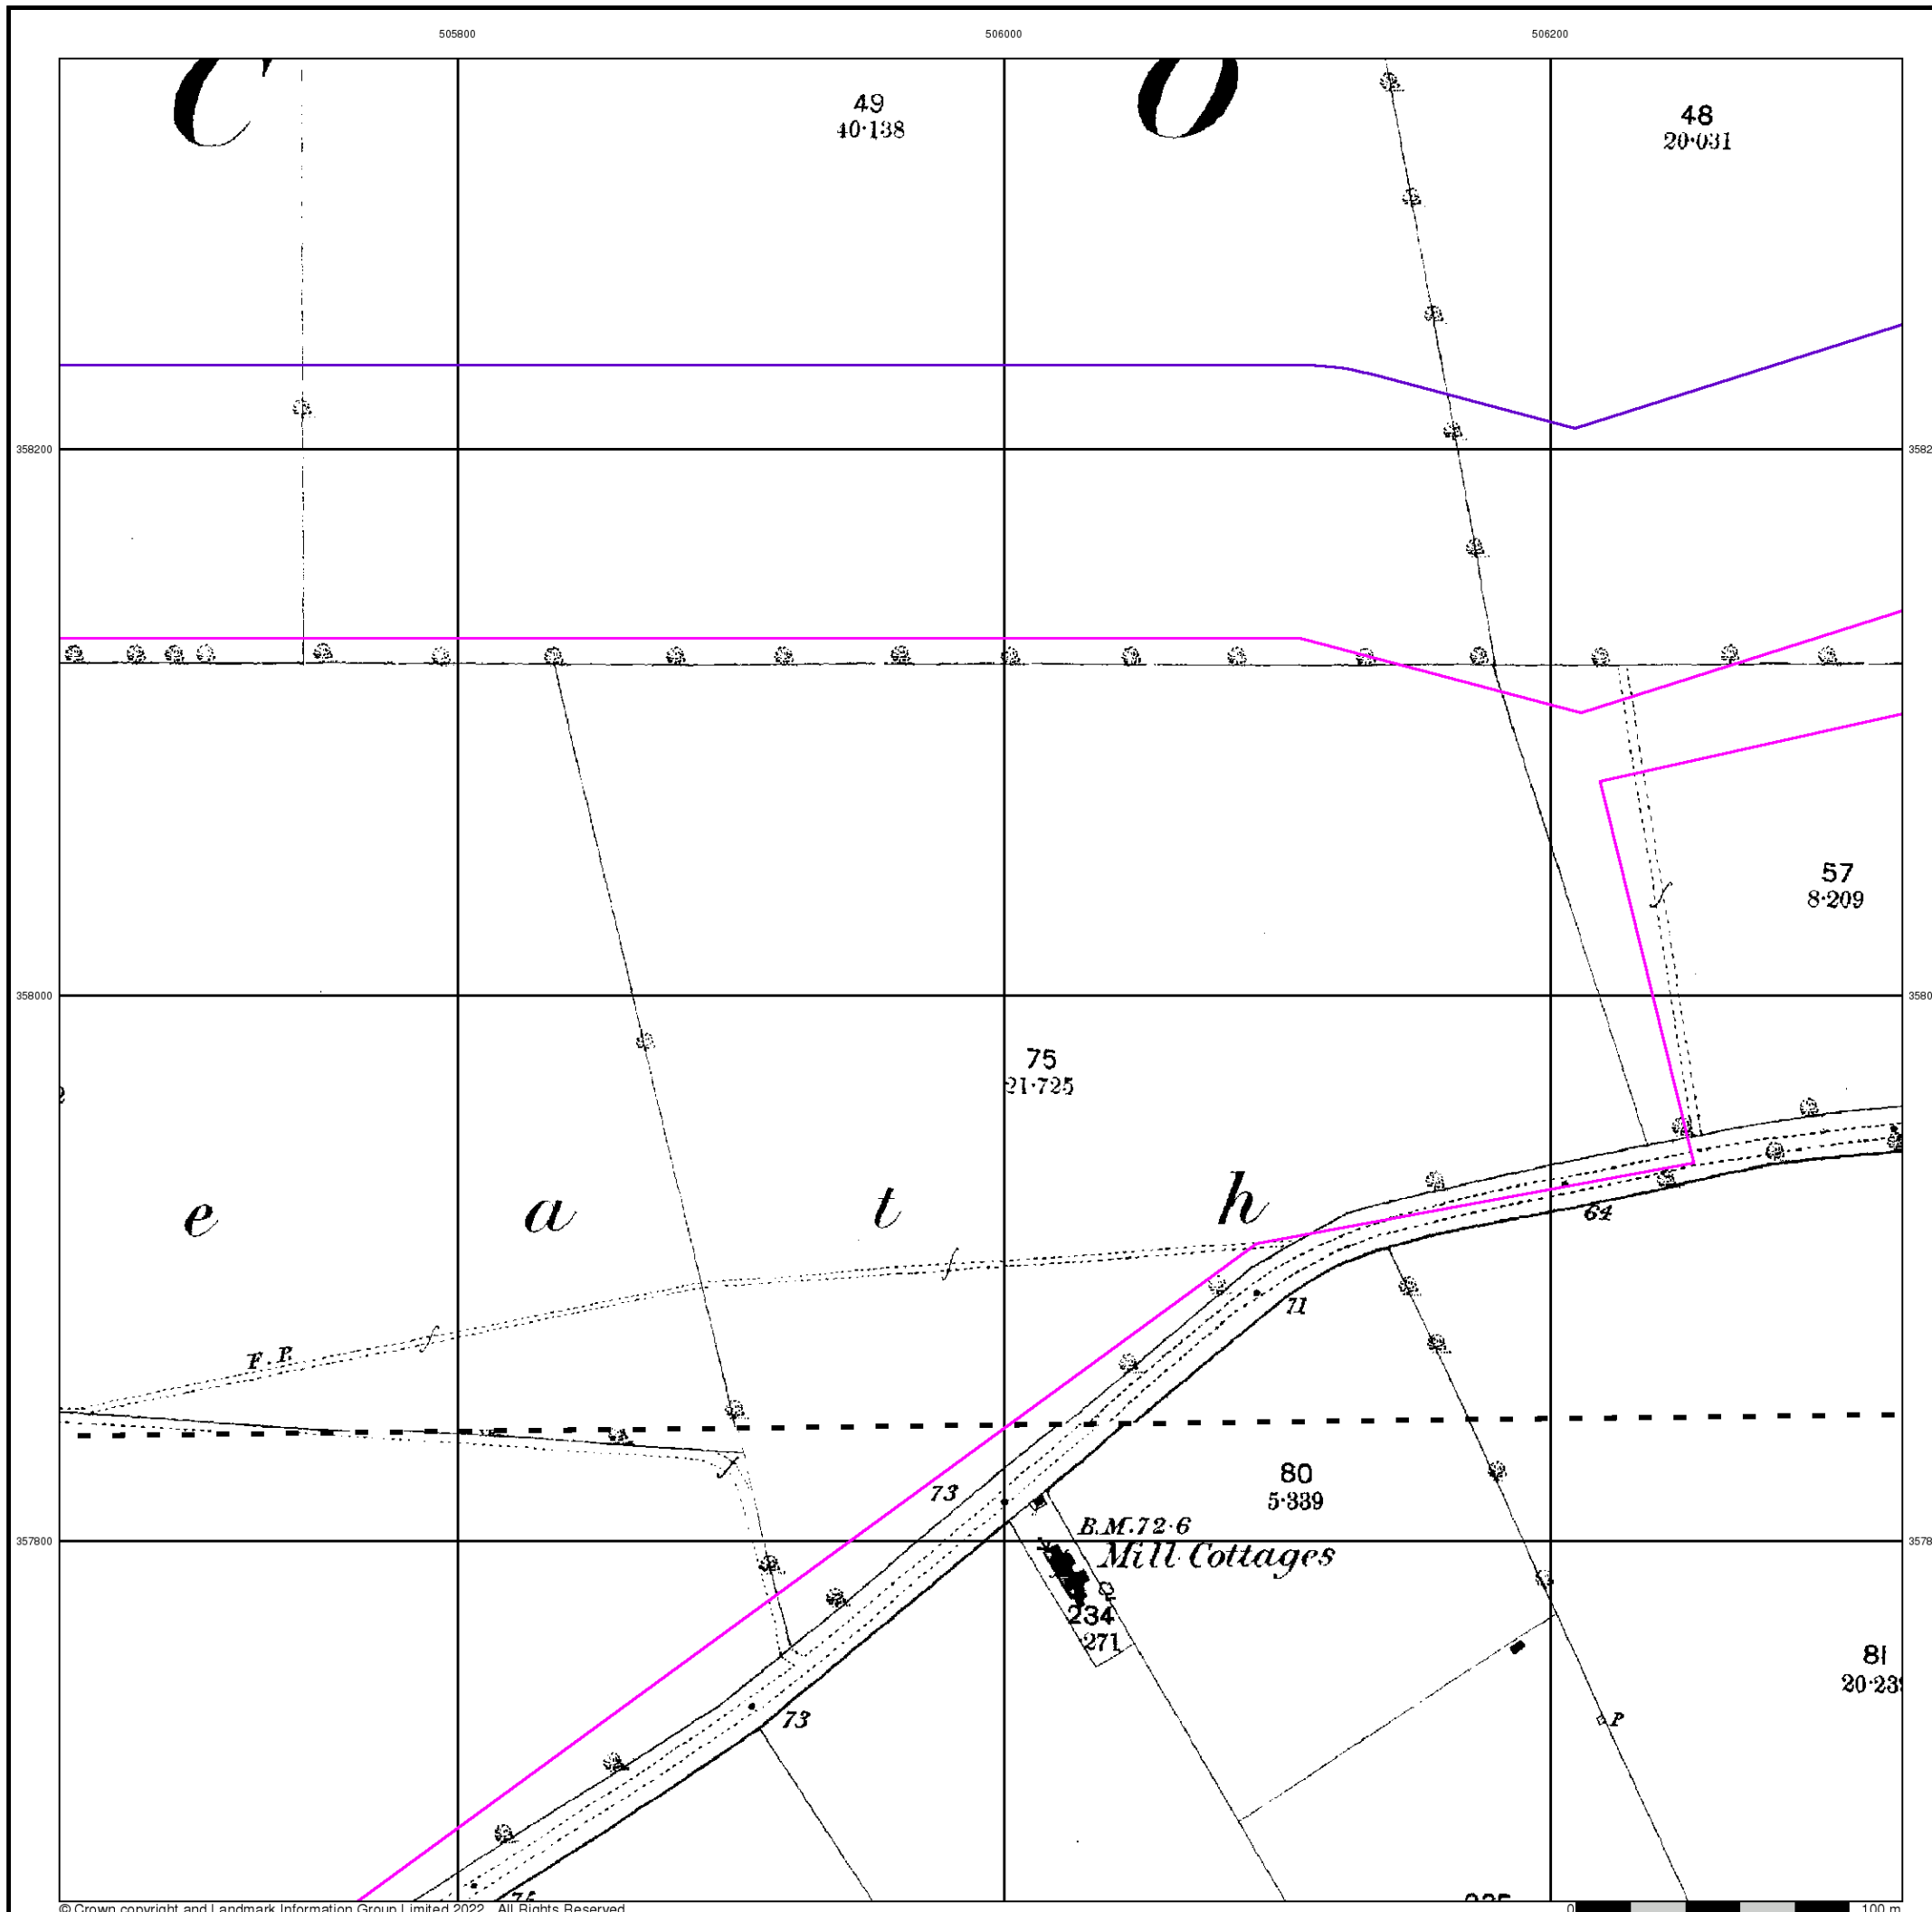 505800 506000 506200
C O
49
40·138
48
20·031
358200
57
8·209
358000
75
21·725
e a t h
64
71
F. P.
73
80
5·339
B.M.72·6
357800
Mill Cottages
234
·271
81
73
P
© Crown copyright and Landmark Information Group Limited 2022. All Rights Reserved.
0 100 m